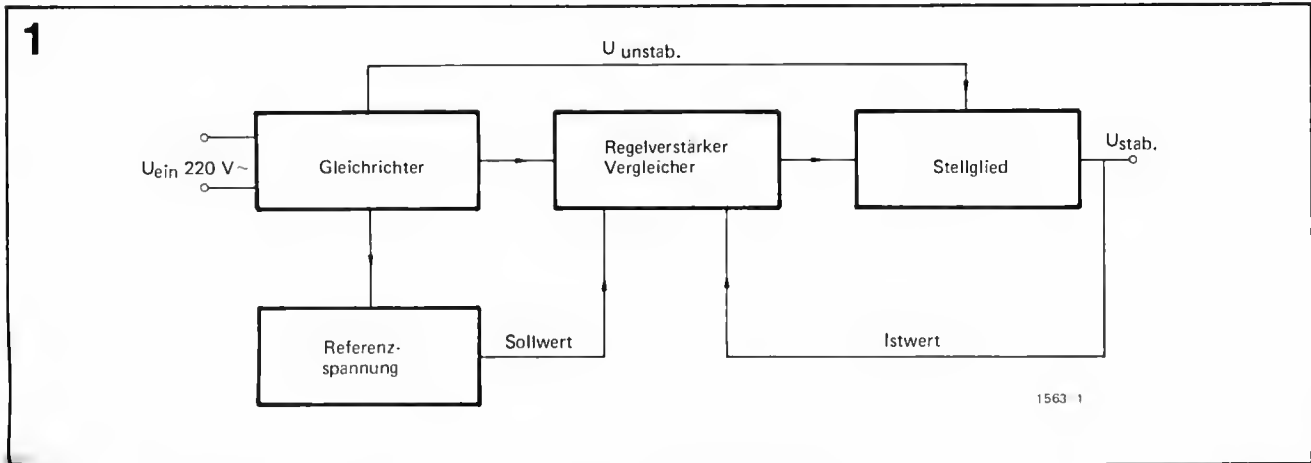 1
U unstab.
Uein 220 V~
Gleichrichter
Regelverstärker
Vergleicher
Stellglied
Ustab.
Referenz-
spannung
Sollwert
Istwert
1563 1